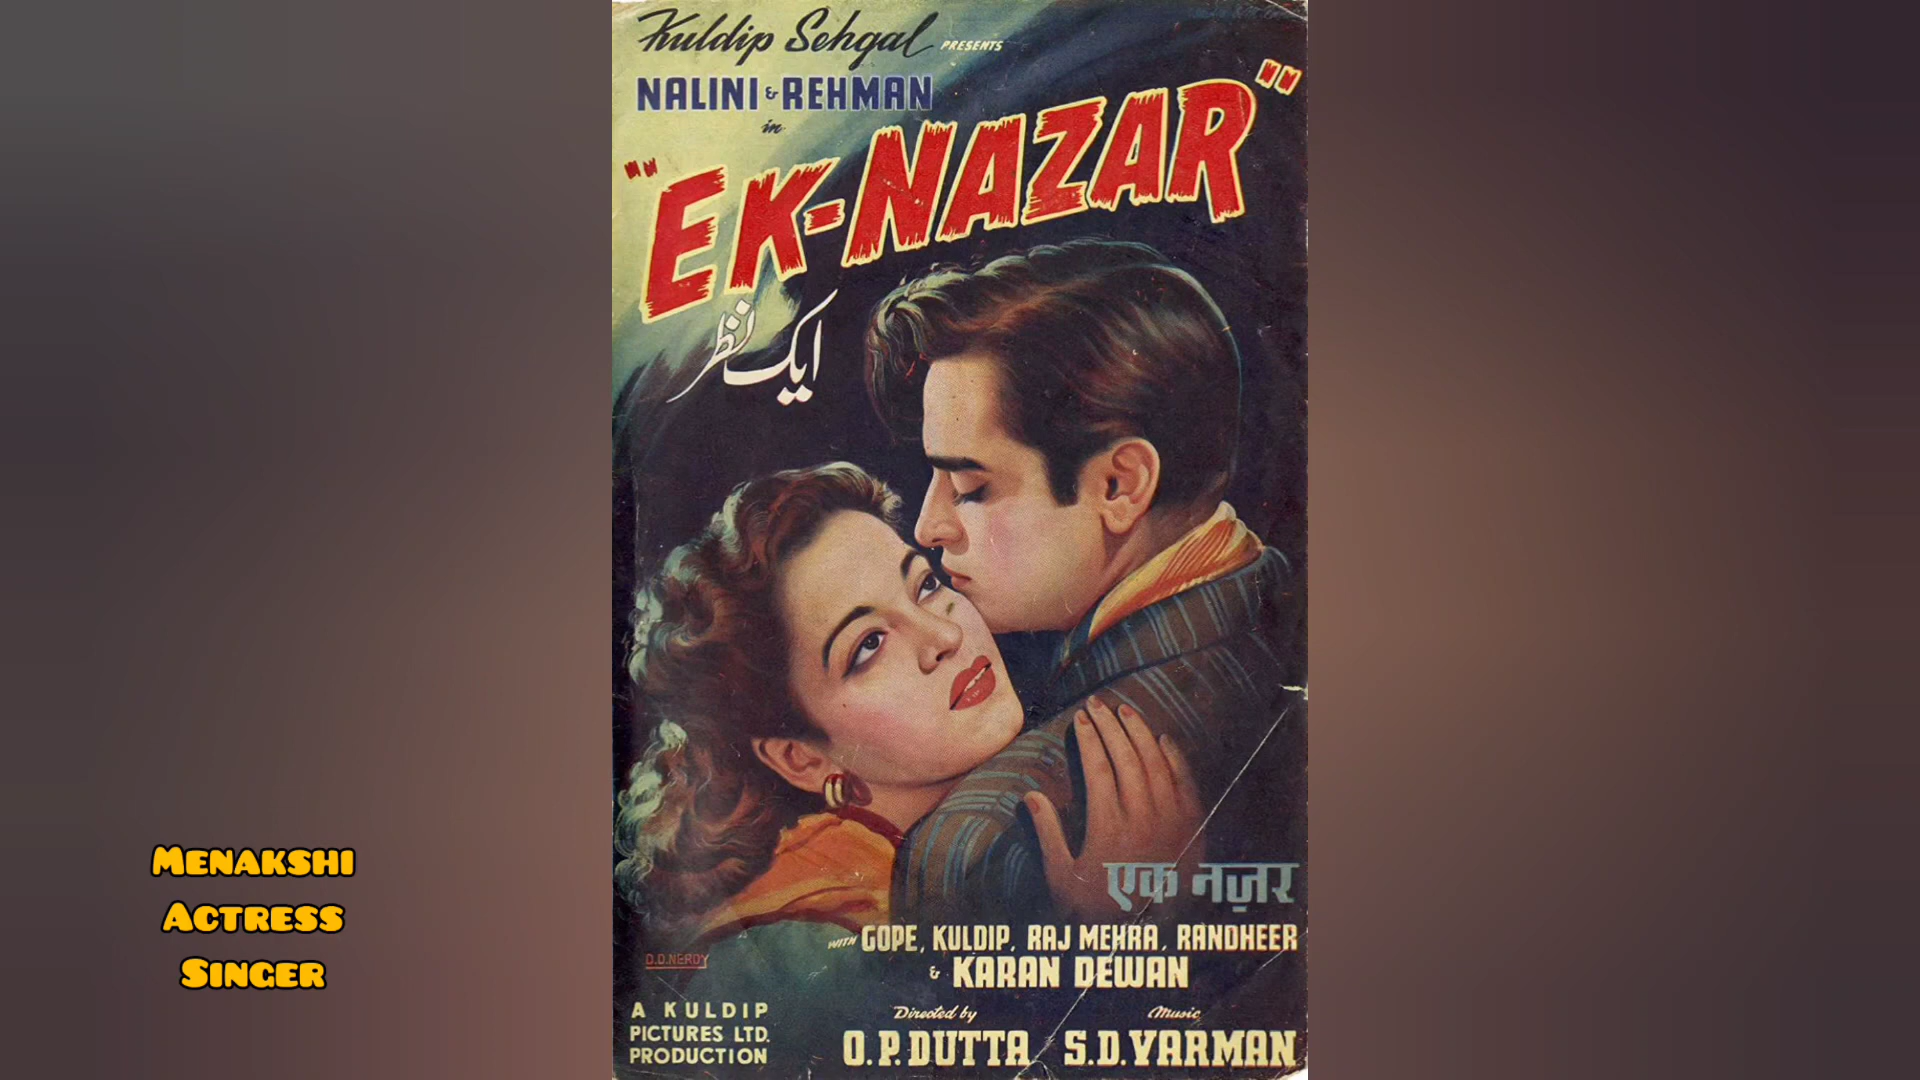 Kuldip Sehgal PRESENTS
NALINI & REHMAN
in
"EK-NAZAR"
ایک نظر
एक नज़र
WITH GOPE, KULDIP, RAJ MEHRA, RANDHEER
& KARAN DEWAN
D.D.NEROY
A KULDIP
PICTURES LTD.
PRODUCTION
Directed by
O.P.DUTTA
Music
S.D.VARMAN
MENAKSHI
ACTRESS
SINGER